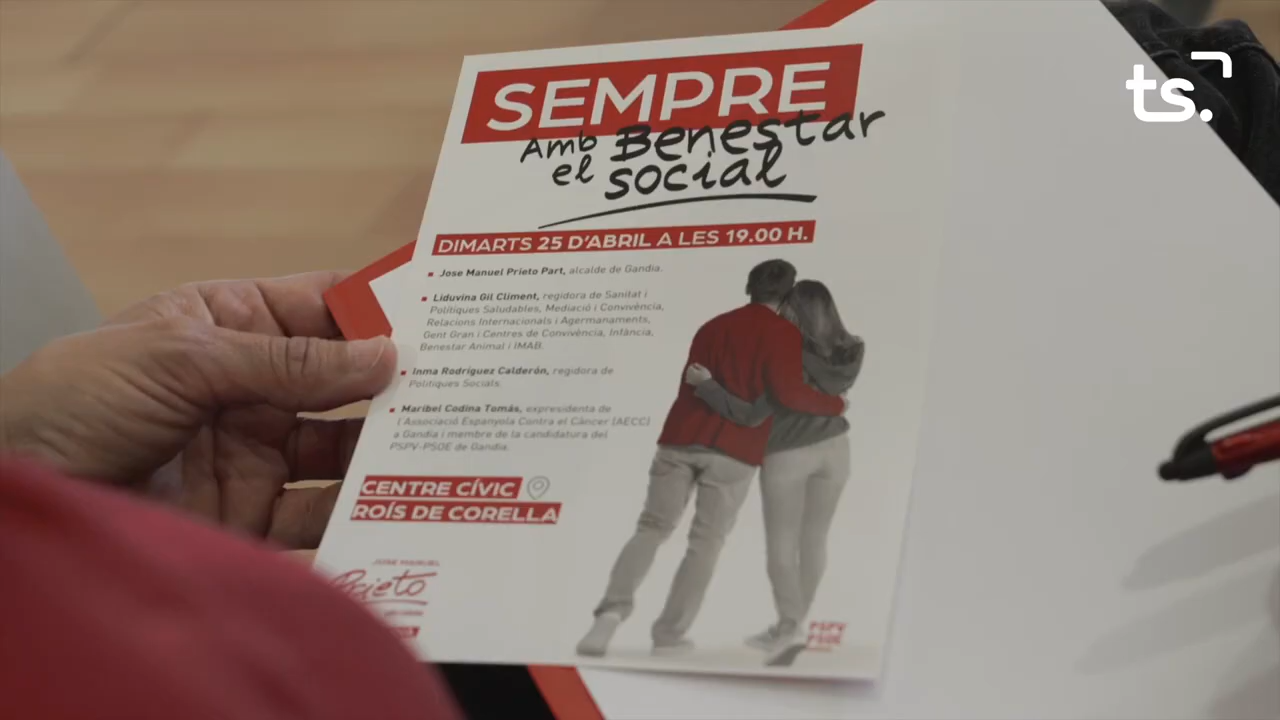 ts.
SEMPRE
Amb Benestar
el social
DIMARTS 25 D'ABRIL A LES 19.00 H.
Jose Manuel Prieto Part, alcalde de Gandia.
Liduvina Gil Climent, regidora de Sanitat i
Polítiques Saludables, Mediació i Convivència,
Relacions Internacionals i Agermanaments,
Gent Gran i Centres de Convivència, Infància,
Benestar Animal i IMAB.
Inma Rodríguez Calderón, regidora de
Polítiques Socials.
Maribel Codina Tomás, expresidenta de
l'Associació Espanyola Contra el Càncer (AECC)
a Gandia i membre de la candidatura del
PSPV-PSOE de Gandia.
CENTRE CÍVIC
ROÍS DE CORELLA
JOSE MANUEL
Prieto
PSPV
PSOE